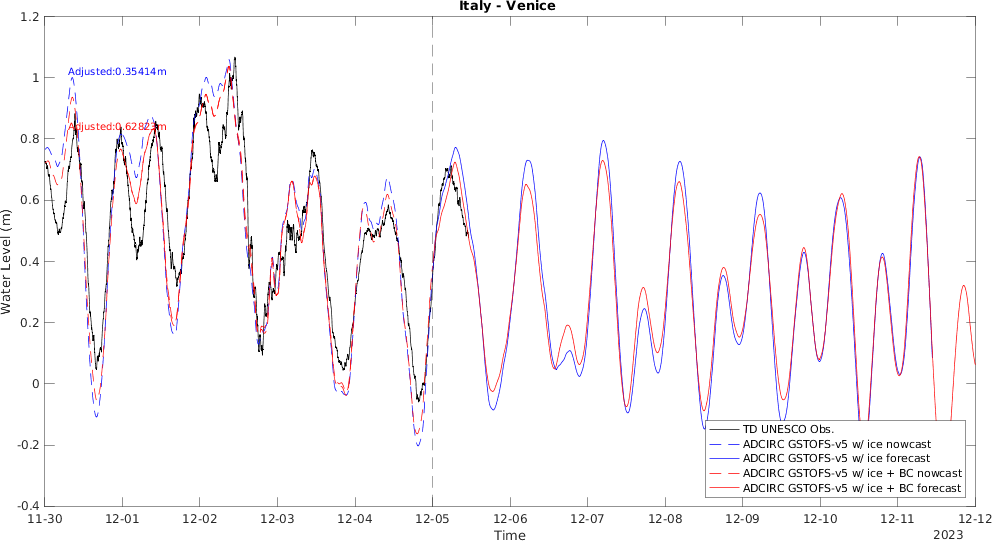 Italy - Venice
Water Level (m)
1.2
1
0.8
0.6
0.4
0.2
0
-0.2
-0.4
Adjusted:0.35414m
Adjusted:0.62823m
TD UNESCO Obs.
ADCIRC GSTOFS-v5 w/ ice nowcast
ADCIRC GSTOFS-v5 w/ ice forecast
ADCIRC GSTOFS-v5 w/ ice + BC nowcast
ADCIRC GSTOFS-v5 w/ ice + BC forecast
11-30 12-01 12-02 12-03 12-04 12-05 12-06 12-07 12-08 12-09 12-10 12-11 12-12
Time
2023